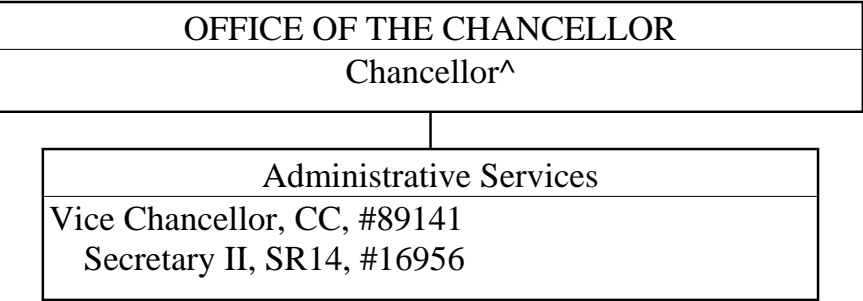 OFFICE OF THE CHANCELLOR
Chancellor^
Administrative Services
Vice Chancellor, CC, #89141
Secretary II, SR14, #16956